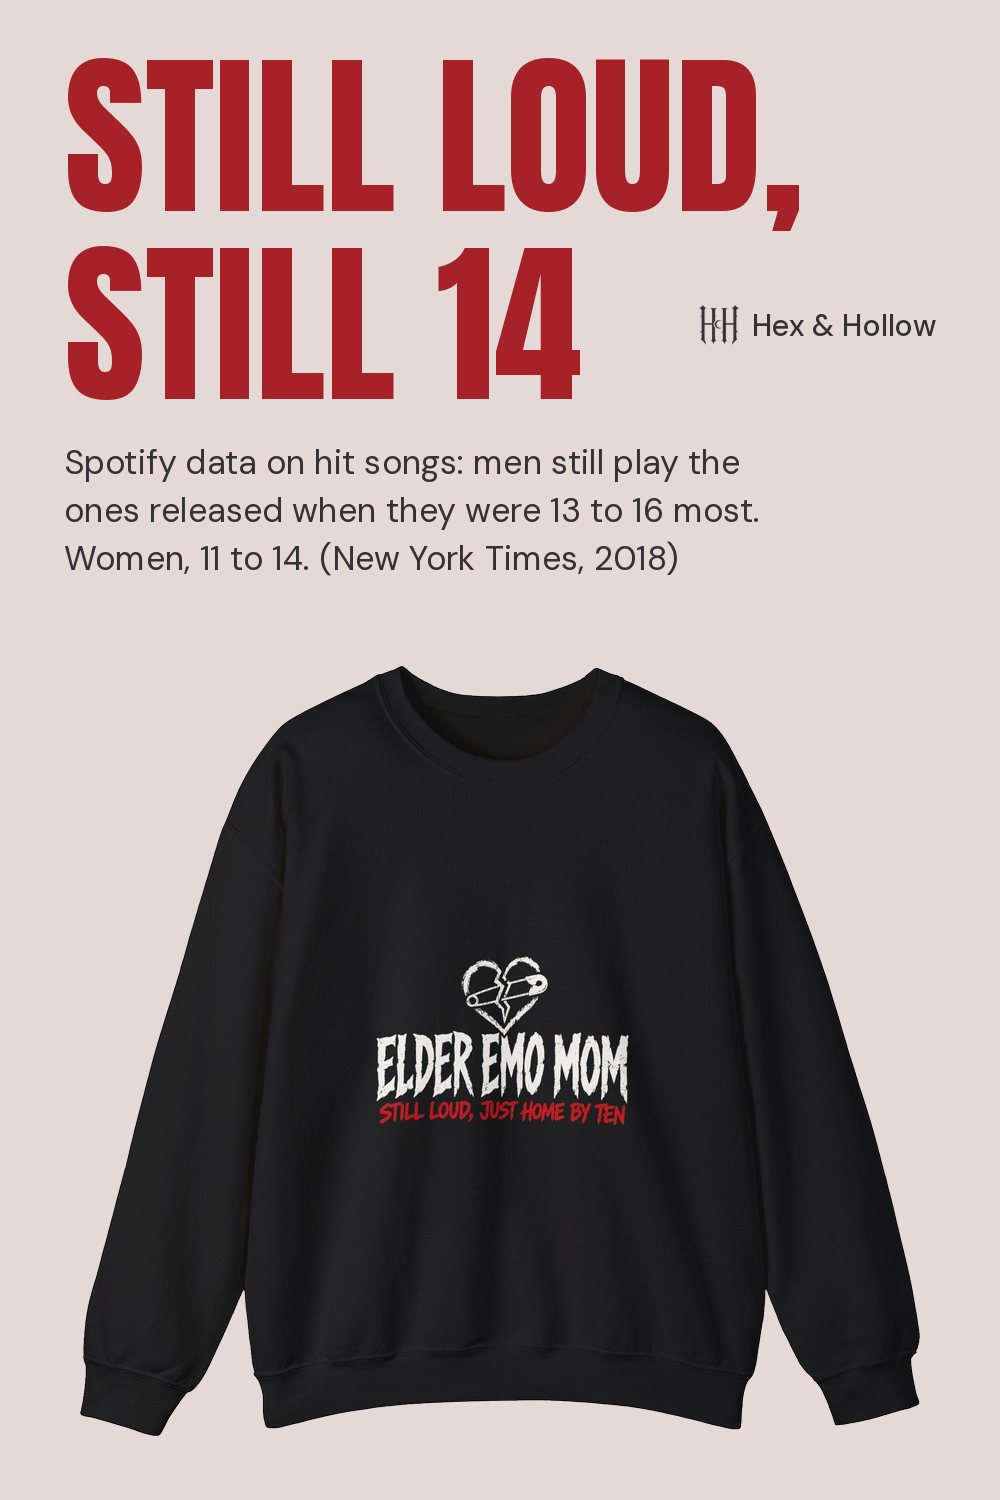 STILL LOUD,
STILL 14
Hex & Hollow
Spotify data on hit songs: men still play the
ones released when they were 13 to 16 most.
Women, 11 to 14. (New York Times, 2018)
ELDER EMO MOM
STILL LOUD, JUST HOME BY TEN